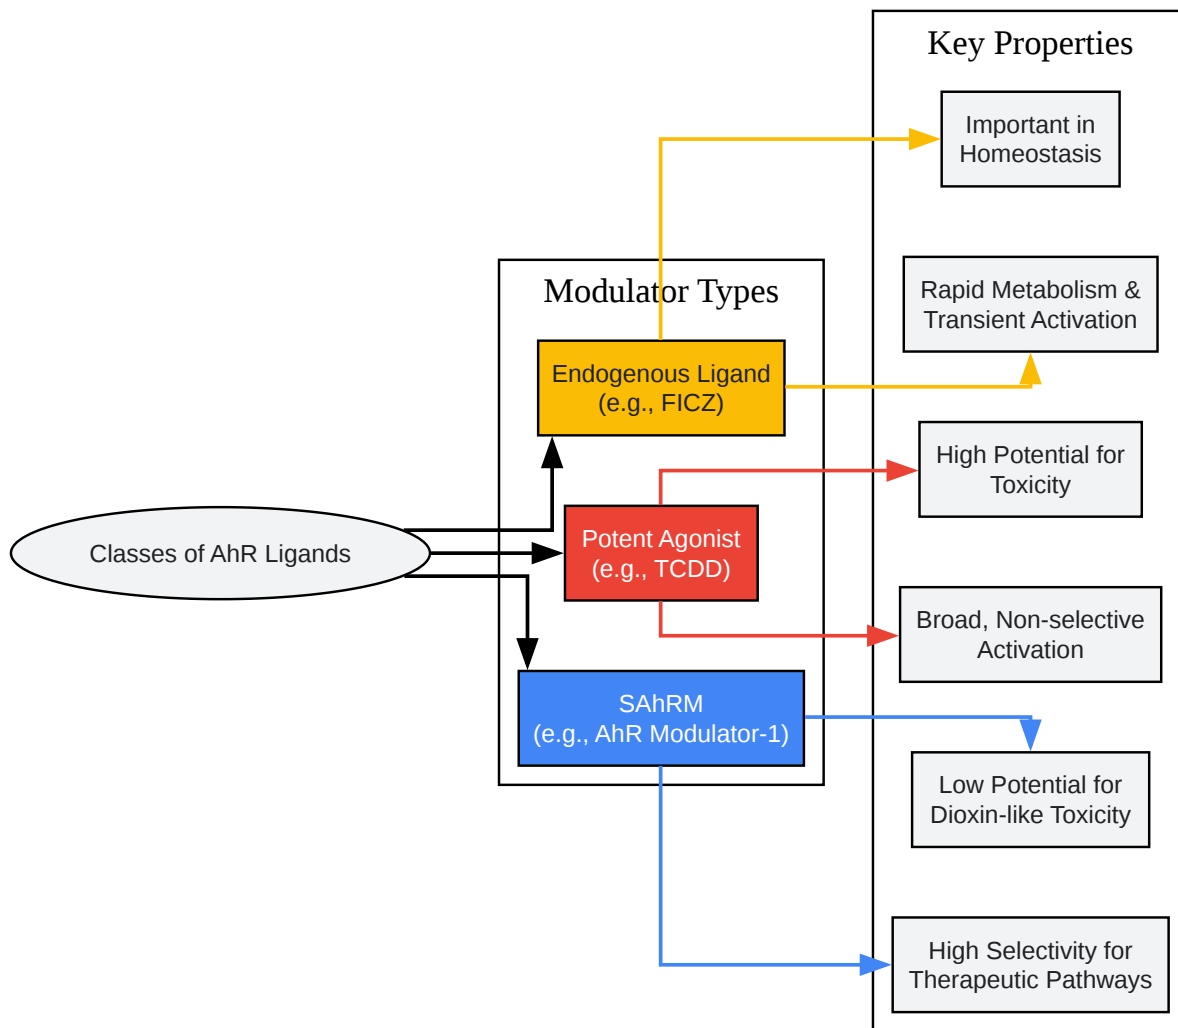 Key Properties
Important in
Homeostasis
Rapid Metabolism &
Transient Activation
Modulator Types
Endogenous Ligand
(e.g., FICZ)
High Potential for
Toxicity
Classes of AhR Ligands
Potent Agonist
(e.g., TCDD)
Broad, Non-selective
Activation
SAhRM
(e.g., AhR Modulator-1)
Low Potential for
Dioxin-like Toxicity
High Selectivity for
Therapeutic Pathways